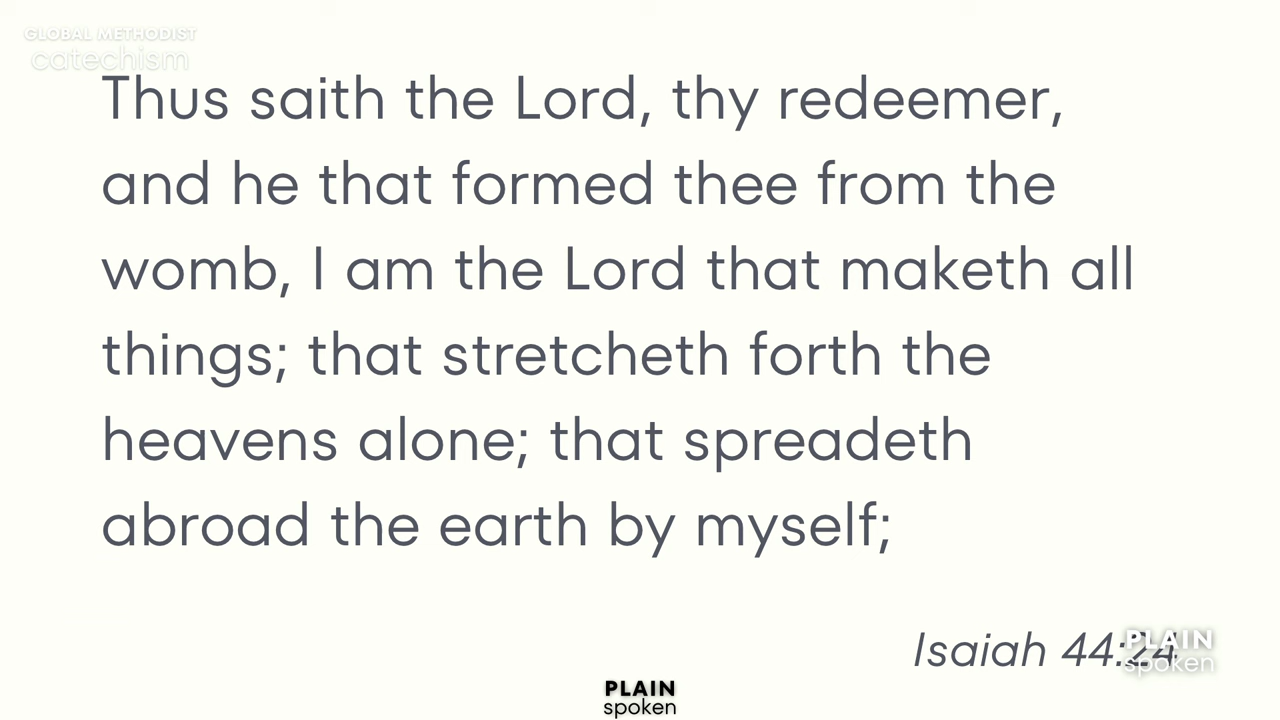 GLOBAL METHODIST
catechism
Thus saith the Lord, thy redeemer,
and he that formed thee from the
womb, I am the Lord that maketh all
things; that stretcheth forth the
heavens alone; that spreadeth
abroad the earth by myself;
Isaiah 44:24
PLAIN
spoken
PLAIN
spoken